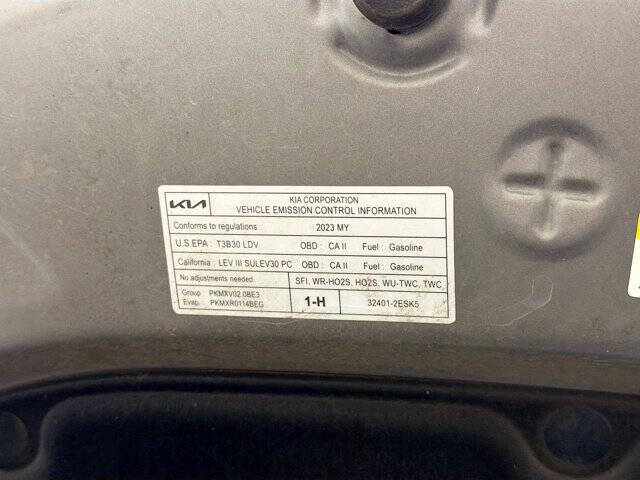 KIA
KIA CORPORATION
VEHICLE EMISSION CONTROL INFORMATION
Conforms to regulations : 2023 MY
U.S.EPA : T3B30 LDV OBD : CA II Fuel : Gasoline
California : LEV III SULEV30 PC OBD : CA II Fuel : Gasoline
No adjustments needed. SFI, WR-HO2S, HO2S, WU-TWC, TWC
Group : PKMXV02.0BE3
Evap. : PKMXR0114BEG
1-H 32401-2ESK5